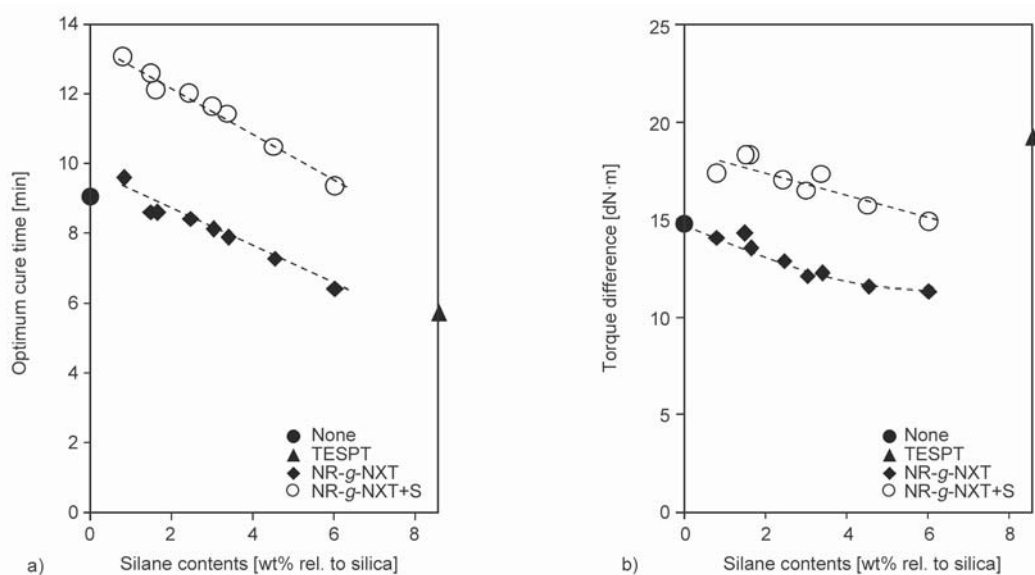 14
12
10
8
6
4
2
0
Optimum cure time [min]
None
TESPT
NR-g-NXT
NR-g-NXT+S
0 2 4 6 8
Silane contents [wt% rel. to silica]
a)
25
20
15
10
5
0
Torque difference [dN·m]
None
TESPT
NR-g-NXT
NR-g-NXT+S
0 2 4 6 8
Silane contents [wt% rel. to silica]
b)